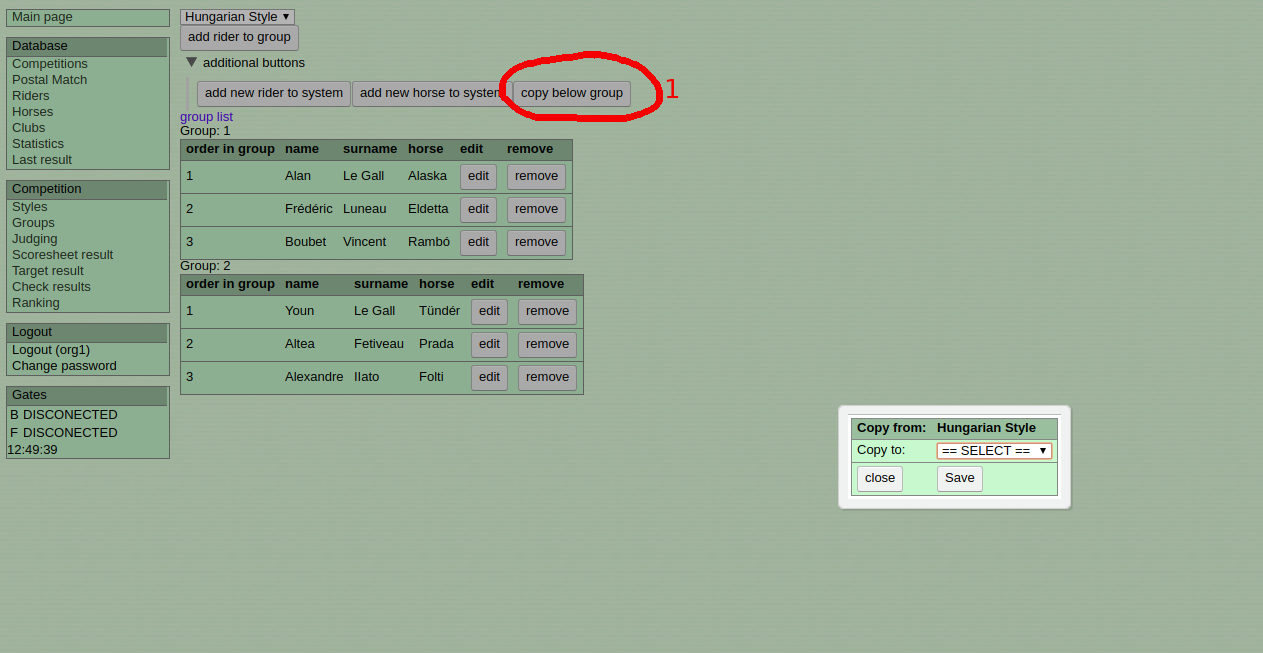 Main page
Database
Competitions
Postal Match
Riders
Horses
Clubs
Statistics
Last result
Competition
Styles
Groups
Judging
Scoresheet result
Target result
Check results
Ranking
Logout
Logout (org1)
Change password
Gates
B DISCONECTED
F DISCONECTED
12:49:39
Hungarian Style
add rider to group
additional buttons
add new rider to system add new horse to system copy below group 1
group list
Group: 1
order in group name surname horse edit remove
1 Alan Le Gall Alaska edit remove
2 Frédéric Luneau Eldetta edit remove
3 Boubet Vincent Rambó edit remove
Group: 2
order in group name surname horse edit remove
1 Youn Le Gall Tündér edit remove
2 Altea Fetiveau Prada edit remove
3 Alexandre Ilato Folti edit remove
Copy from: Hungarian Style
Copy to: == SELECT ==
close Save